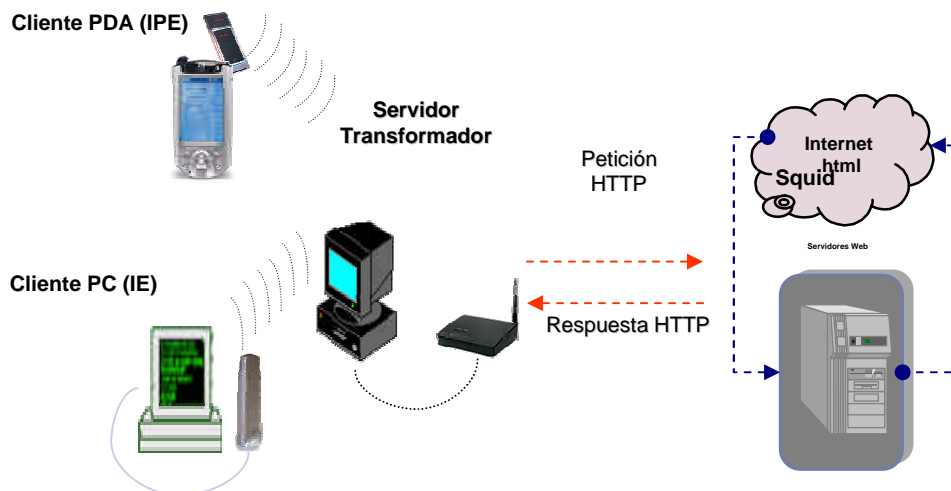 Cliente PDA (IPE)
Servidor
Transformador
Petición
HTTP
Internet
html
Squid
Servidores Web
Cliente PC (IE)
Respuesta HTTP